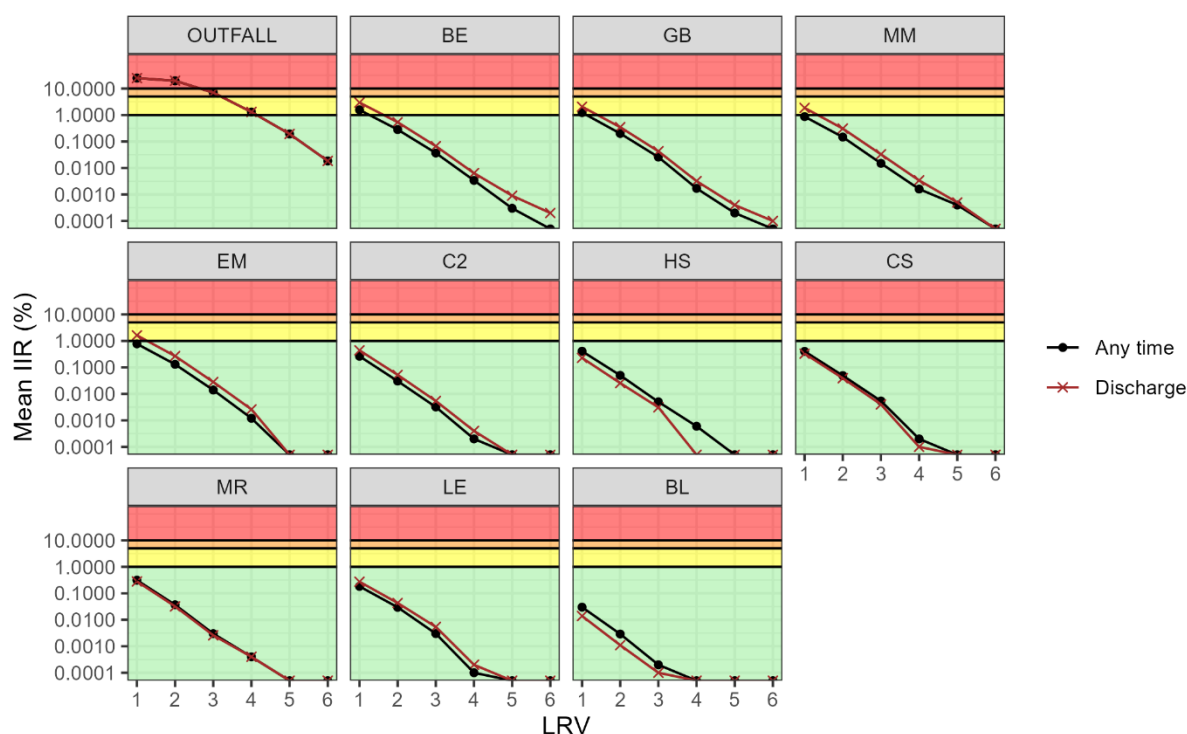 OUTFALL BE GB MM
10.0000
1.0000
0.1000
0.0100
0.0010
0.0001
EM C2 HS CS
Mean IIR (%)
10.0000
1.0000
0.1000
0.0100
0.0010
0.0001
1 2 3 4 5 6
Any time
Discharge
MR LE BL
10.0000
1.0000
0.1000
0.0100
0.0010
0.0001
1 2 3 4 5 6 1 2 3 4 5 6 1 2 3 4 5 6
LRV